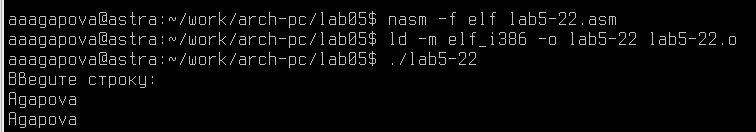 aaagapova@astra:~/work/arch-pc/lab05$ nasm -f elf lab5-22.asm
aaagapova@astra:~/work/arch-pc/lab05$ ld -m elf_i386 -o lab5-22 lab5-22.o
aaagapova@astra:~/work/arch-pc/lab05$ ./lab5-22
Введите строку:
Agapova
Agapova